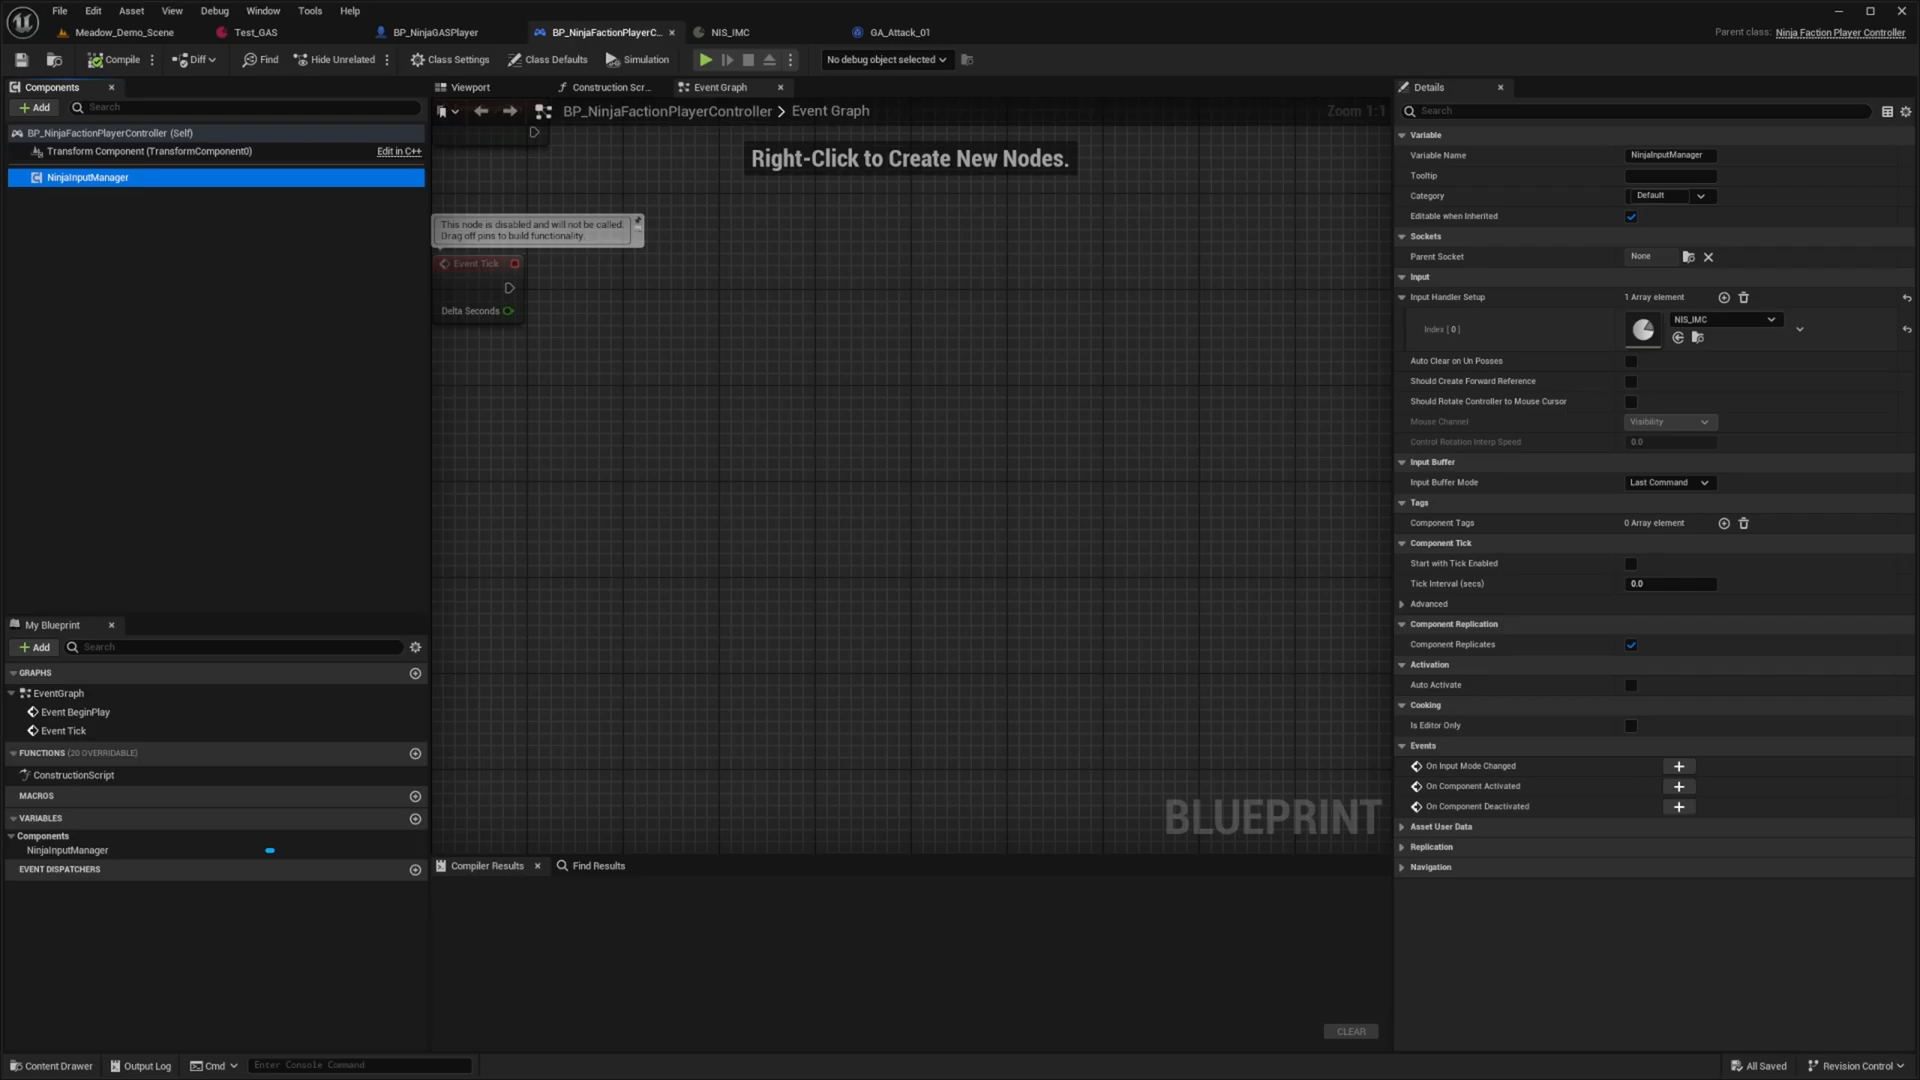 File Edit Asset View Debug Window Tools Help
Meadow_Demo_Scene Test_GAS BP_NinjaGASPlayer BP_NinjaFactionPlayerC... NIS_IMC GA_Attack_01
Parent class: Ninja Faction Player Controller
Compile Diff Find Hide Unrelated Class Settings Class Defaults Simulation No debug object selected
Components
Add Search
BP_NinjaFactionPlayerController (Self)
Transform Component (TransformComponent0) Edit in C++
NinjaInputManager
Viewport Construction Scr... Event Graph
BP_NinjaFactionPlayerController > Event Graph
Zoom 1:1
Right-Click to Create New Nodes.
This node is disabled and will not be called.
Drag off pins to build functionality.
Event Tick
Delta Seconds
BLUEPRINT
My Blueprint
Add Search
GRAPHS
EventGraph
Event BeginPlay
Event Tick
FUNCTIONS (20 OVERRIDABLE)
ConstructionScript
MACROS
VARIABLES
Components
NinjaInputManager
EVENT DISPATCHERS
Compiler Results Find Results
CLEAR
Details
Search
Variable
Variable Name NinjaInputManager
Tooltip
Category Default
Editable when Inherited
Sockets
Parent Socket None
Input
Input Handler Setup 1 Array element
Index [ 0 ] NIS_IMC
Auto Clear on Un Posses
Should Create Forward Reference
Should Rotate Controller to Mouse Cursor
Mouse Channel Visibility
Control Rotation Interp Speed 0.0
Input Buffer
Input Buffer Mode Last Command
Tags
Component Tags 0 Array element
Component Tick
Start with Tick Enabled
Tick Interval (secs) 0.0
Advanced
Component Replication
Component Replicates
Activation
Auto Activate
Cooking
Is Editor Only
Events
On Input Mode Changed
On Component Activated
On Component Deactivated
Asset User Data
Replication
Navigation
Content Drawer Output Log Cmd Enter Console Command All Saved Revision Control